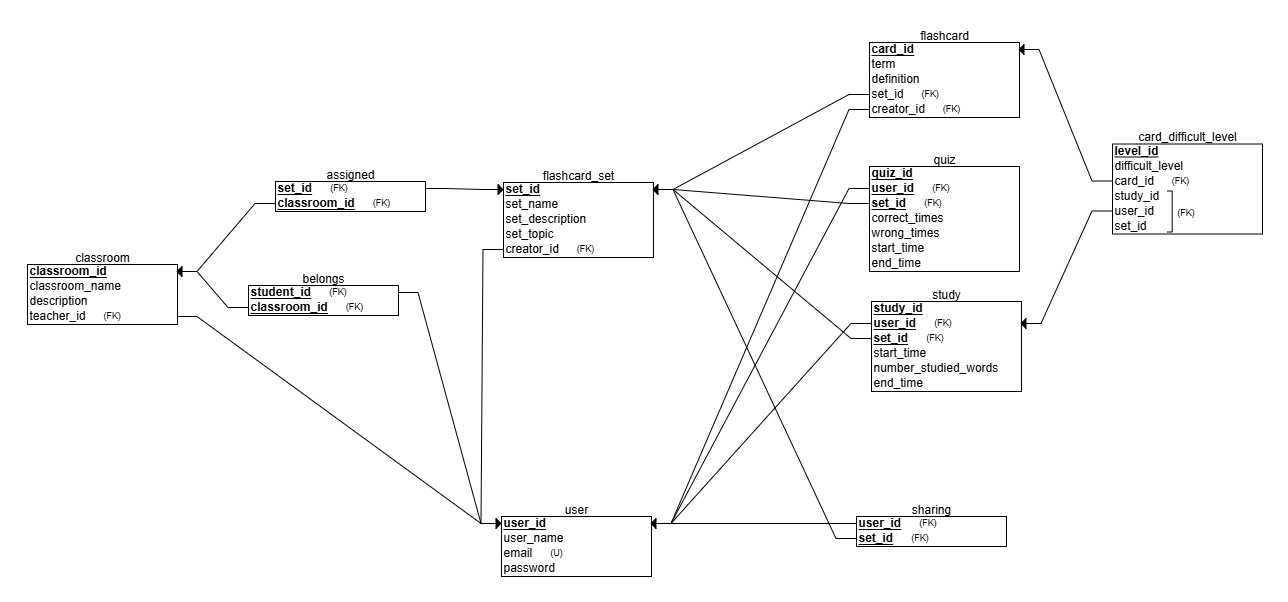 flashcard
card_id
term
definition
set_id (FK)
creator_id (FK)
card_difficult_level
level_id
difficult_level
card_id (FK)
study_id
user_id (FK)
set_id
quiz
quiz_id
user_id (FK)
set_id (FK)
correct_times
wrong_times
start_time
end_time
assigned
set_id (FK)
classroom_id (FK)
flashcard_set
set_id
set_name
set_description
set_topic
creator_id (FK)
classroom
classroom_id
classroom_name
description
teacher_id (FK)
belongs
student_id (FK)
classroom_id (FK)
study
study_id
user_id (FK)
set_id (FK)
start_time
number_studied_words
end_time
user
user_id
user_name
email (U)
password
sharing
user_id (FK)
set_id (FK)